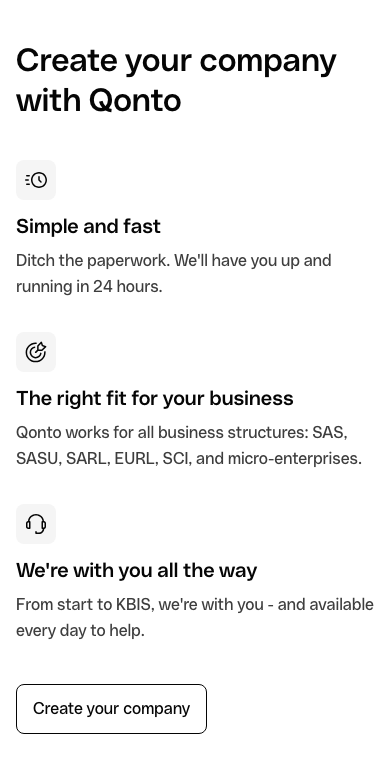 Create your company
with Qonto
Simple and fast
Ditch the paperwork. We'll have you up and
running in 24 hours.
The right fit for your business
Qonto works for all business structures: SAS,
SASU, SARL, EURL, SCI, and micro-enterprises.
We're with you all the way
From start to KBIS, we're with you - and available
every day to help.
Create your company